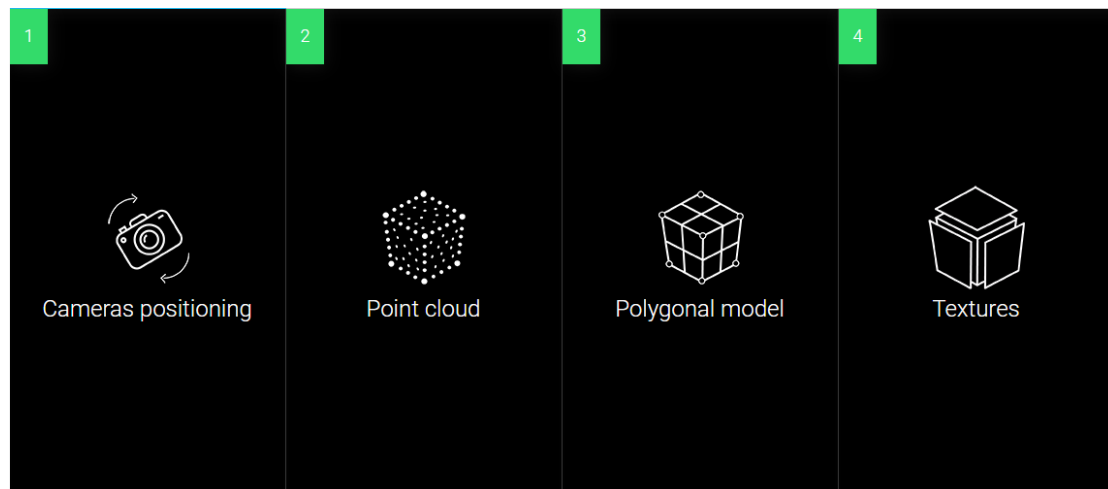 1
2
3
4
Cameras positioning
Point cloud
Polygonal model
Textures